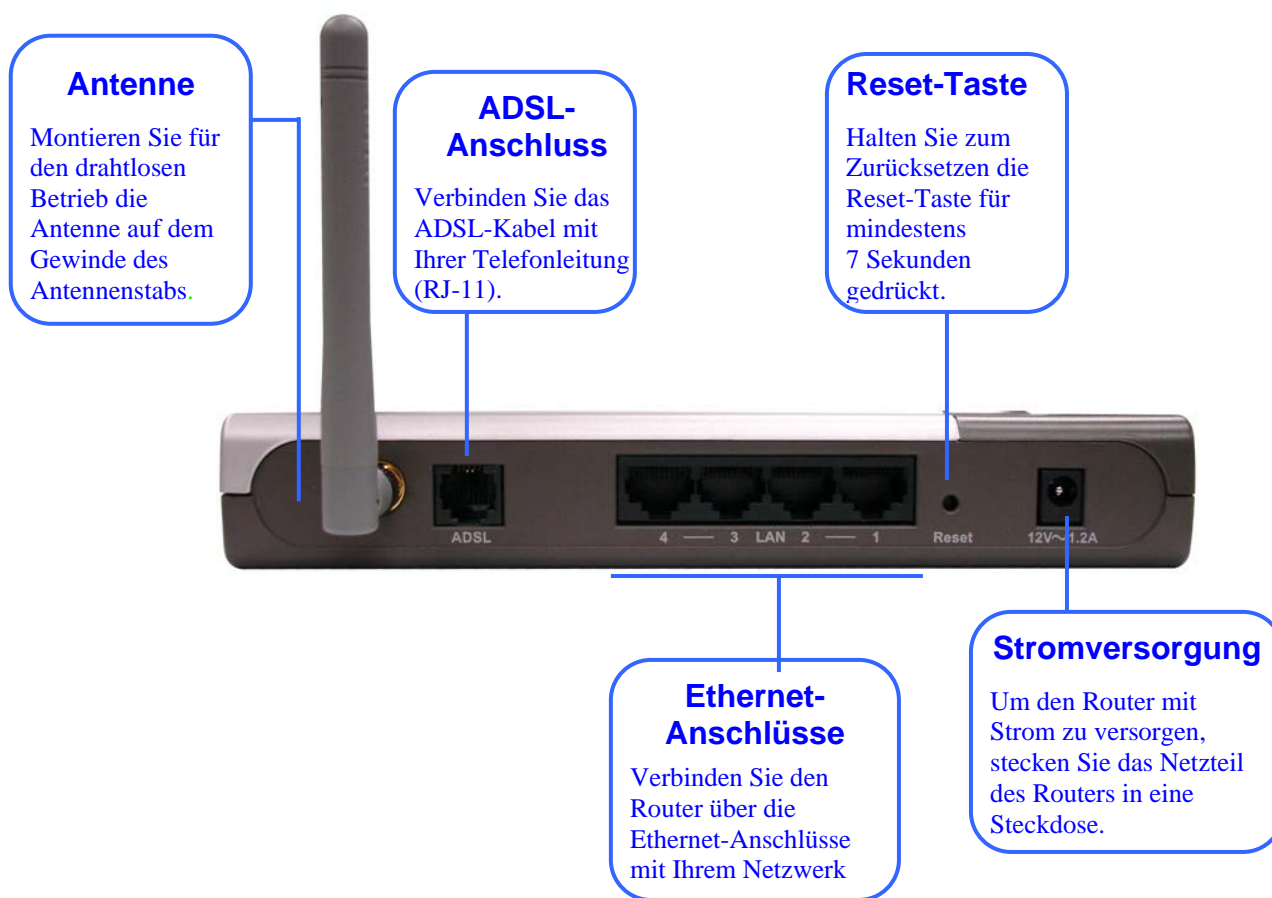 Antenne
Montieren Sie für
den drahtlosen
Betrieb die
Antenne auf dem
Gewinde des
Antennenstabs.
ADSL-
Anschluss
Verbinden Sie das
ADSL-Kabel mit
Ihrer Telefonleitung
(RJ-11).
Reset-Taste
Halten Sie zum
Zurücksetzen die
Reset-Taste für
mindestens
7 Sekunden
gedrückt.
ADSL
4 — 3 LAN 2 — 1
Reset
12V~1.2A
Ethernet-
Anschlüsse
Verbinden Sie den
Router über die
Ethernet-Anschlüsse
mit Ihrem Netzwerk
Stromversorgung
Um den Router mit
Strom zu versorgen,
stecken Sie das Netzteil
des Routers in eine
Steckdose.